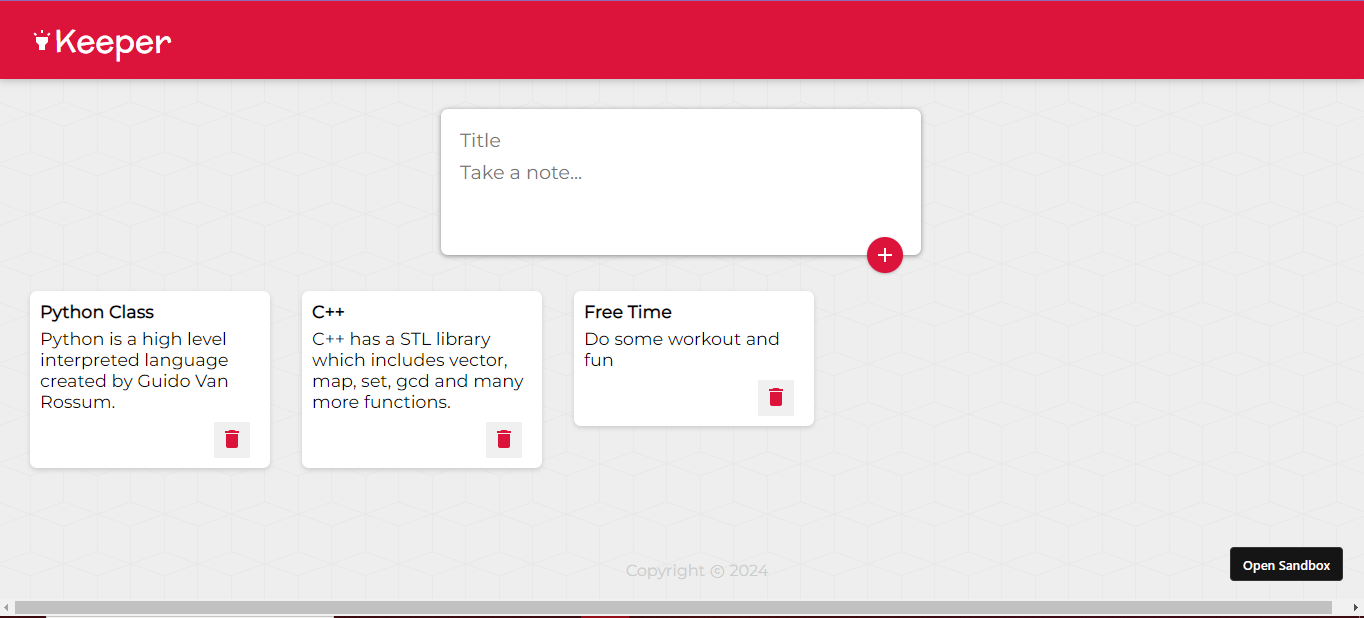 Keeper
Title
Take a note...
Python Class
Python is a high level
interpreted language
created by Guido Van
Rossum.
C++
C++ has a STL library
which includes vector,
map, set, gcd and many
more functions.
Free Time
Do some workout and
fun
Copyright ⓒ 2024
Open Sandbox